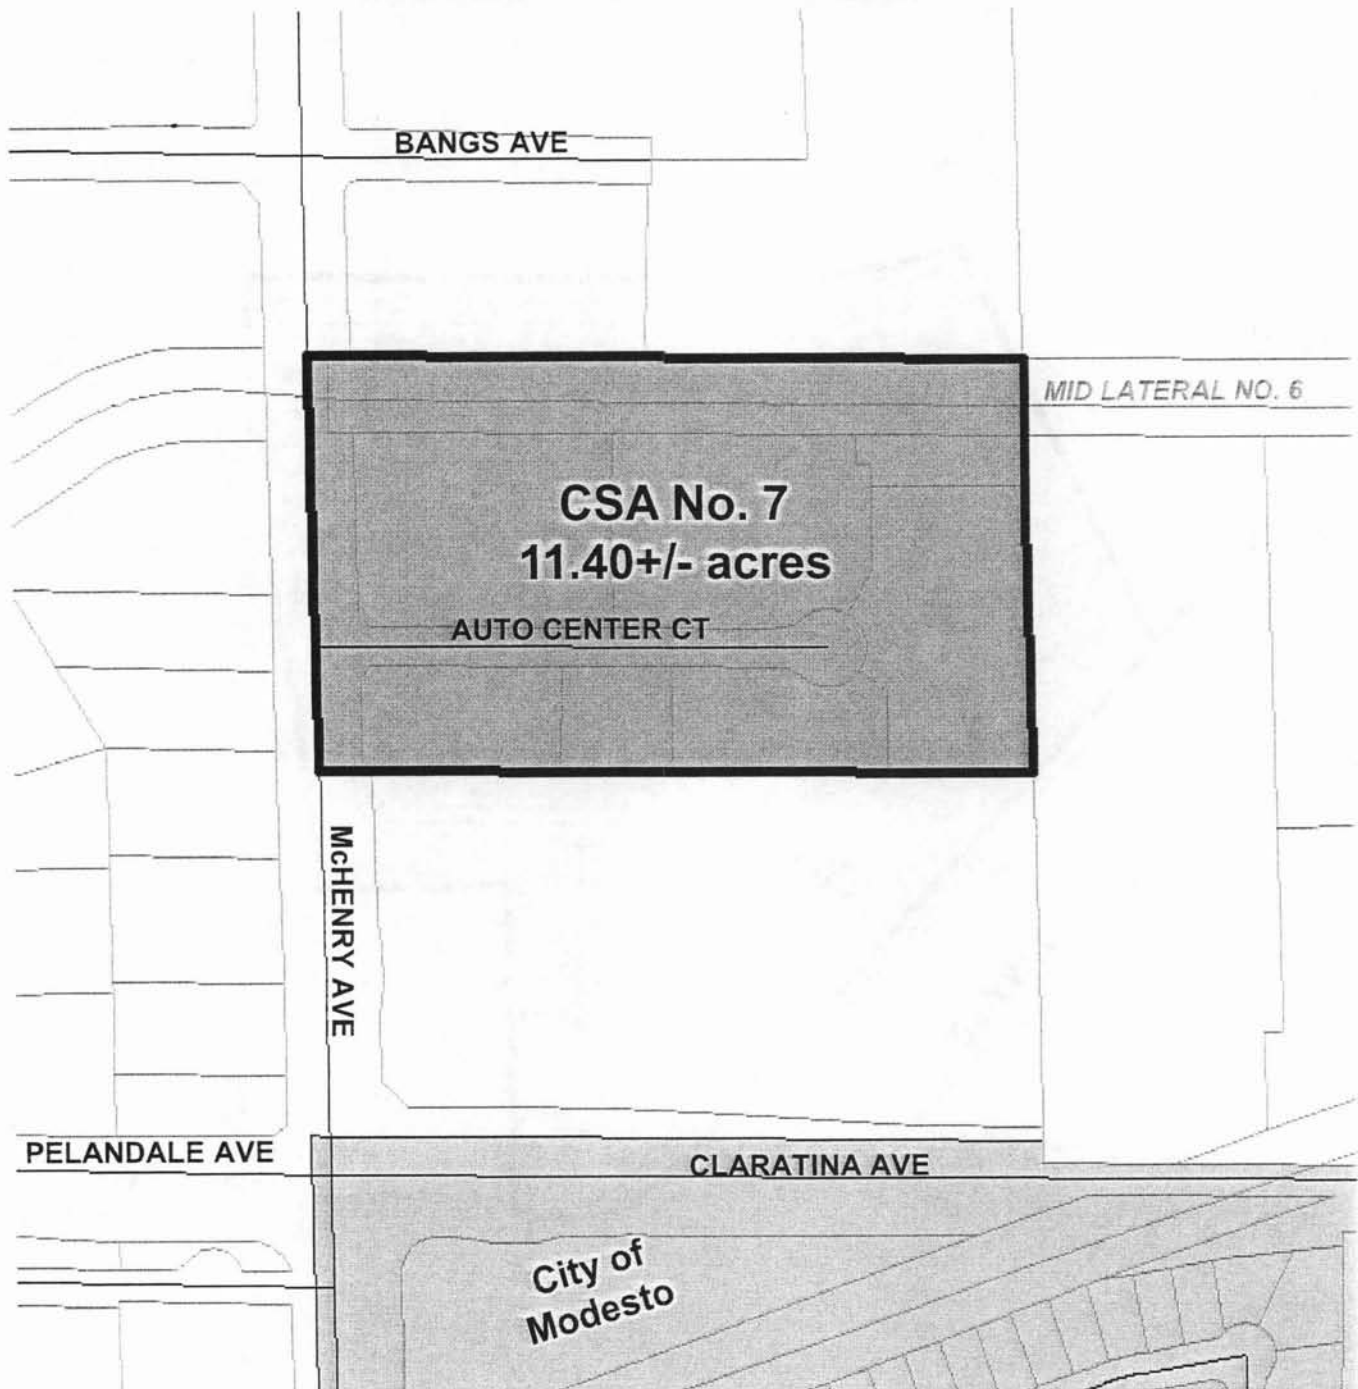 BANGS AVE
MID LATERAL NO. 6
CSA No. 7
11.40+/- acres
AUTO CENTER CT
McHENRY AVE
PELANDALE AVE
CLARATINA AVE
City of
Modesto